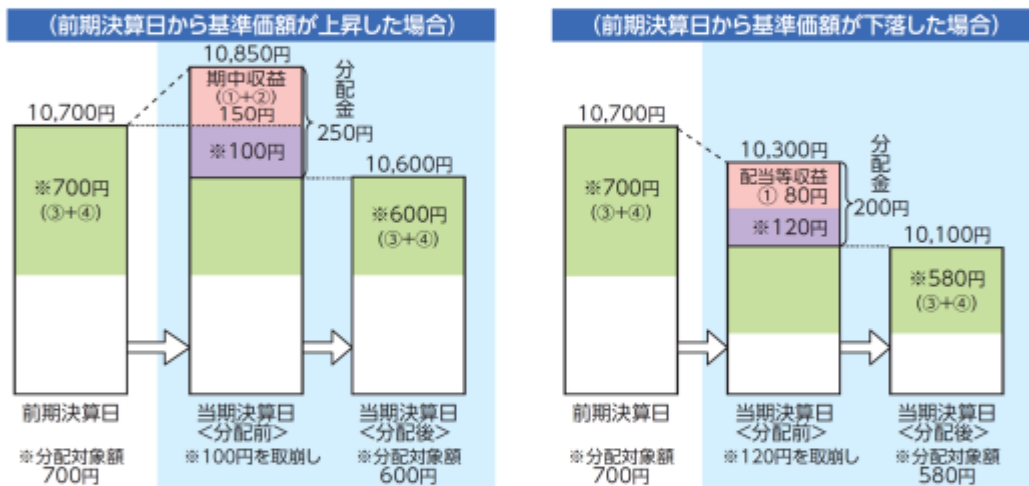 (前期決算日から基準価額が上昇した場合)
10,850円
10,700円
期中収益
(①+②)
150円
分配金
250円
※100円
10,600円
※700円
(③+④)
※600円
(③+④)
前期決算日
当期決算日
<分配前>
当期決算日
<分配後>
※分配対象額
700円
※100円を取崩し
※分配対象額
600円
(前期決算日から基準価額が下落した場合)
10,700円
10,300円
配当等収益
① 80円
分配金
200円
※120円
10,100円
※700円
(③+④)
※580円
(③+④)
前期決算日
当期決算日
<分配前>
当期決算日
<分配後>
※分配対象額
700円
※120円を取崩し
※分配対象額
580円